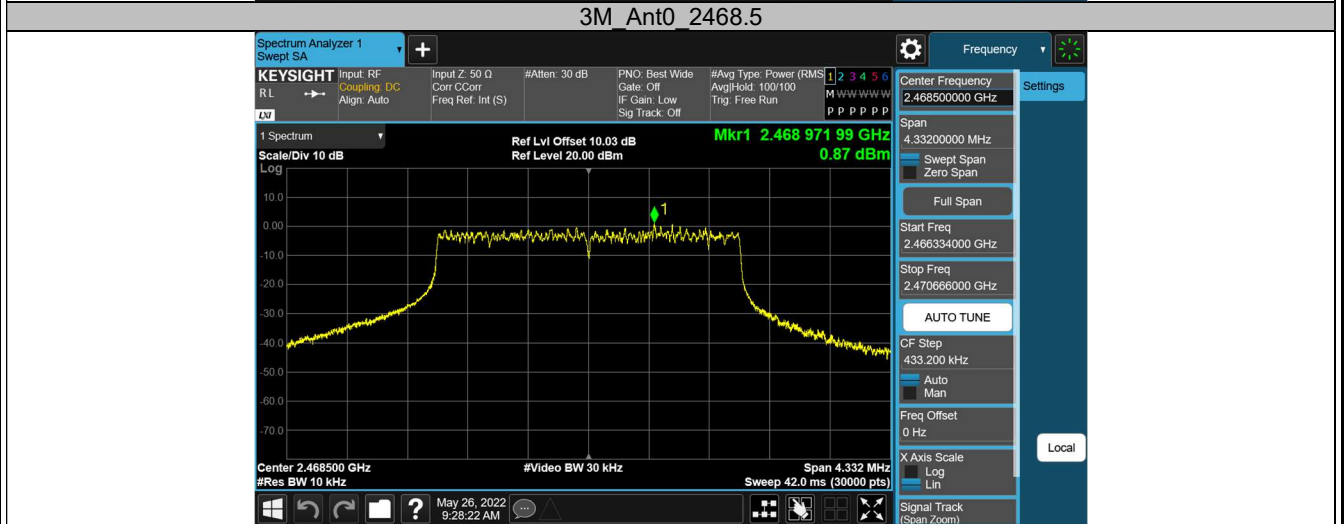 3M_Ant0_2468.5
Spectrum Analyzer 1
Swept SA
+
Frequency
KEYSIGHT
RL
LXI
Input: RF
Coupling: DC
Align: Auto
Input Z: 50 Ω
Corr CCorr
Freq Ref: Int (S)
#Atten: 30 dB
PNO: Best Wide
Gate: Off
IF Gain: Low
Sig Track: Off
#Avg Type: Power (RMS
Avg|Hold: 100/100
Trig: Free Run
1 2 3 4 5 6
M W W W W W
P P P P P P
Center Frequency
2.468500000 GHz
Settings
1 Spectrum
Ref Lvl Offset 10.03 dB
Mkr1 2.468 971 99 GHz
Scale/Div 10 dB
Ref Level 20.00 dBm
0.87 dBm
Log
10.0
0.00
-10.0
-20.0
-30.0
-40.0
-50.0
-60.0
-70.0
1
Center 2.468500 GHz
#Video BW 30 kHz
Span 4.332 MHz
#Res BW 10 kHz
Sweep 42.0 ms (30000 pts)
Span
4.33200000 MHz
Swept Span
Zero Span
Full Span
Start Freq
2.466334000 GHz
Stop Freq
2.470666000 GHz
AUTO TUNE
CF Step
433.200 kHz
Auto
Man
Freq Offset
0 Hz
X Axis Scale
Log
Lin
Signal Track
(Span Zoom)
Local
?
May 26, 2022
9:28:22 AM